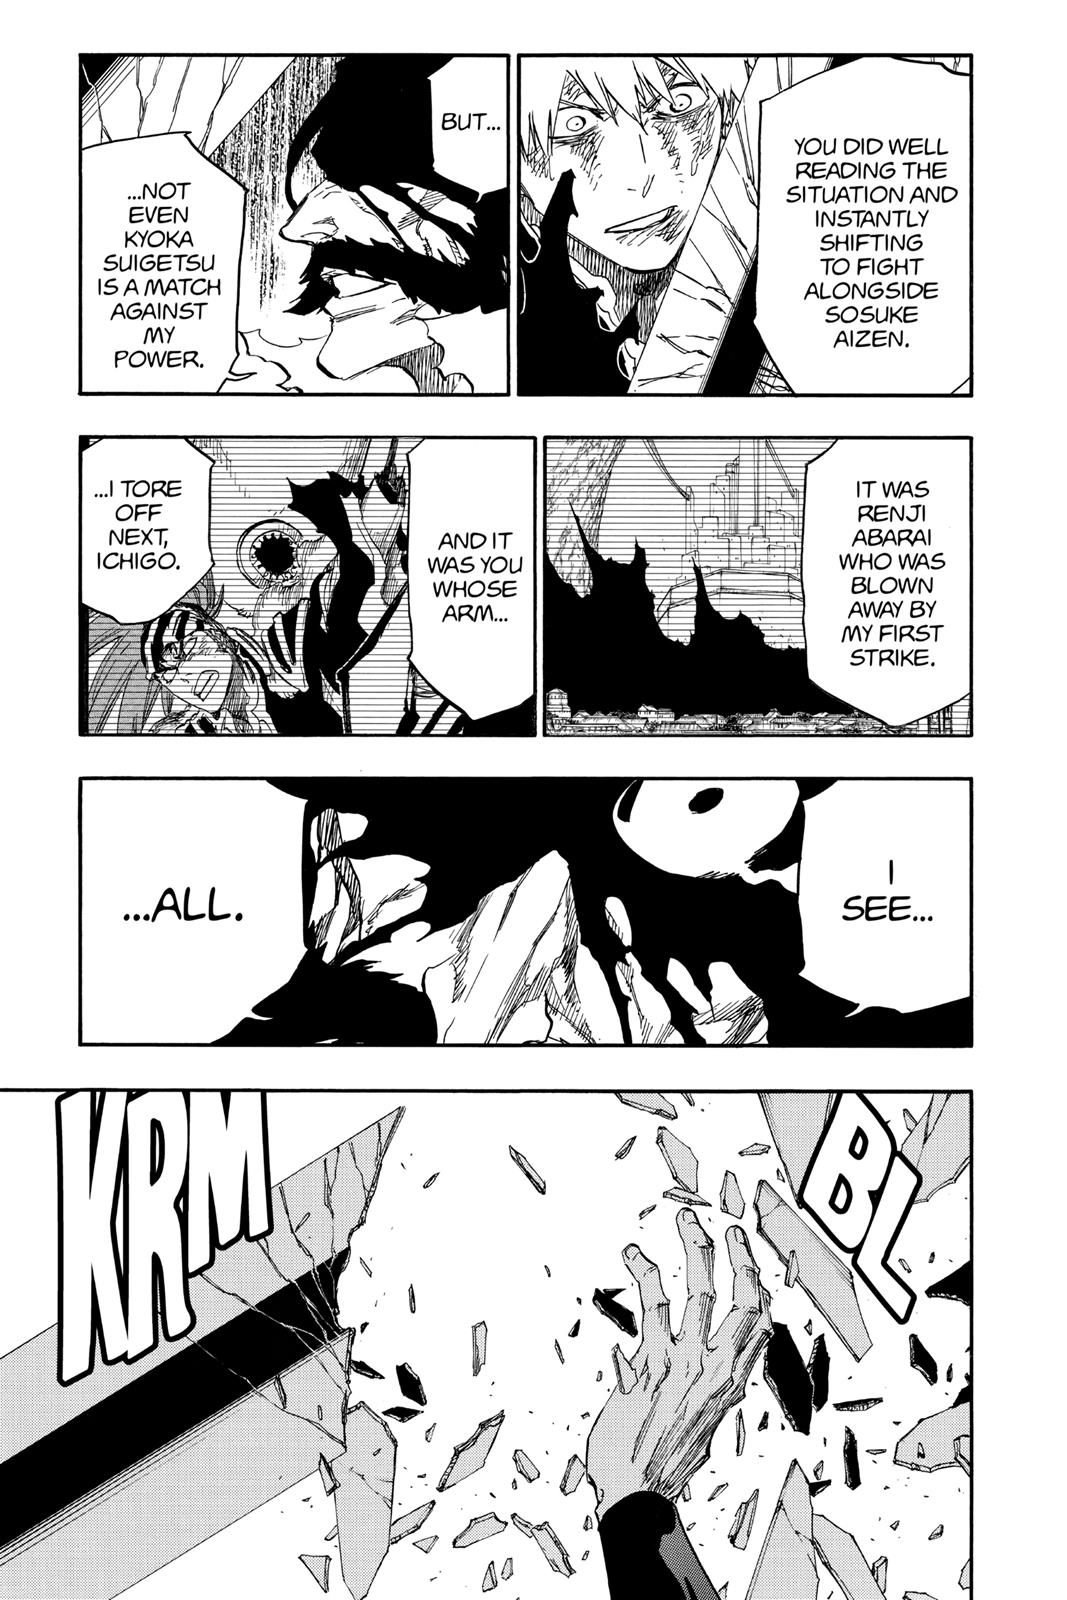 YOU DID WELL
READING THE
SITUATION AND
INSTANTLY
SHIFTING
TO FIGHT
ALONGSIDE
SOSUKE
AIZEN.
BUT...
...NOT
EVEN
KYOKA
SUIGETSU
IS A MATCH
AGAINST
MY
POWER.
IT WAS
RENJI
ABARAI
WHO WAS
BLOWN
AWAY BY
MY FIRST
STRIKE.
AND IT
WAS YOU
WHOSE
ARM...
...I TORE
OFF
NEXT,
ICHIGO.
I
SEE...
...ALL.
BL
KRM